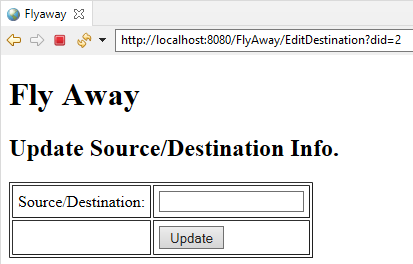 Flyaway
http://localhost:8080/FlyAway/EditDestination?did=2
Fly Away
Update Source/Destination Info.
Source/Destination:
Update